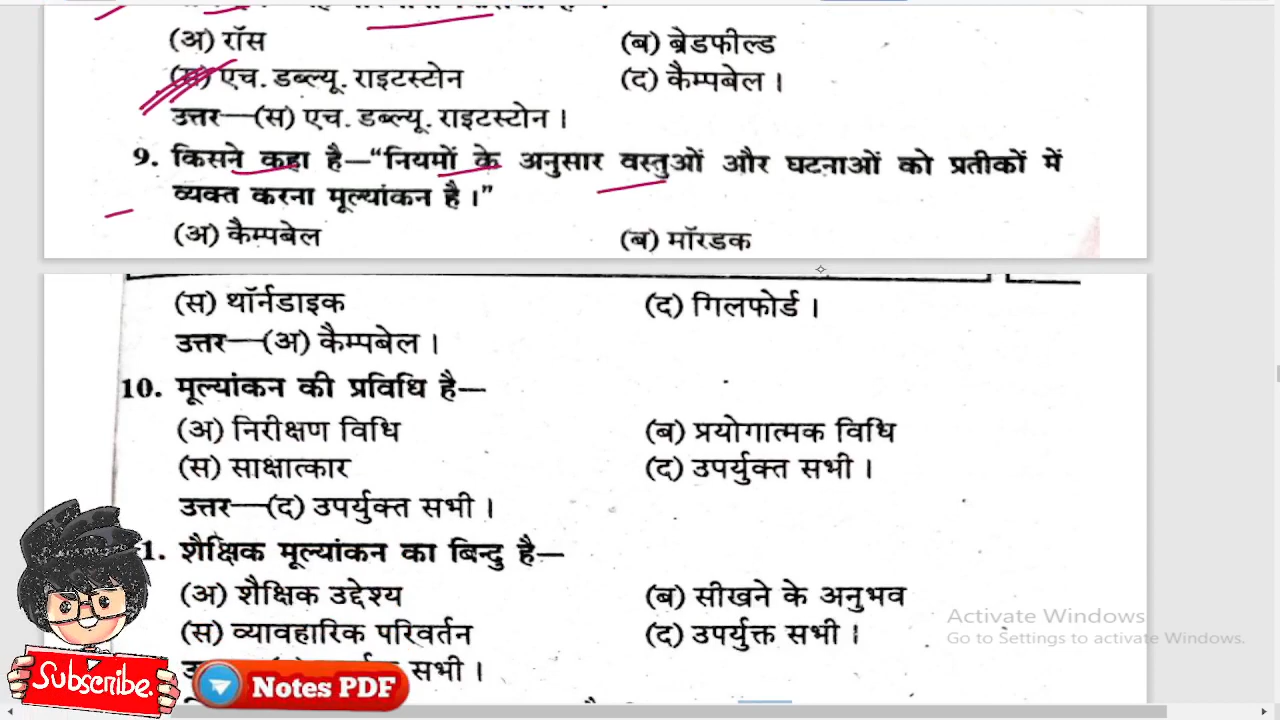 (अ) रॉस (ब) ब्रेडफील्ड
(स) एच. डब्ल्यू. राइटस्टोन (द) कैम्पबेल।
उत्तर—(स) एच. डब्ल्यू. राइटस्टोन।
9. किसने कहा है—“नियमों के अनुसार वस्तुओं और घटनाओं को प्रतीकों में
व्यक्त करना मूल्यांकन है।”
(अ) कैम्पबेल (ब) मॉरडक
(स) थॉर्नडाइक (द) गिलफोर्ड।
उत्तर—(अ) कैम्पबेल।
10. मूल्यांकन की प्रविधि है—
(अ) निरीक्षण विधि (ब) प्रयोगात्मक विधि
(स) साक्षात्कार (द) उपर्युक्त सभी।
उत्तर—(द) उपर्युक्त सभी।
1. शैक्षिक मूल्यांकन का बिन्दु है—
(अ) शैक्षिक उद्देश्य (ब) सीखने के अनुभव
(स) व्यावहारिक परिवर्तन (द) उपर्युक्त सभी।
सभी।
Activate Windows
Go to Settings to activate Windows.
Subscribe.
Notes PDF